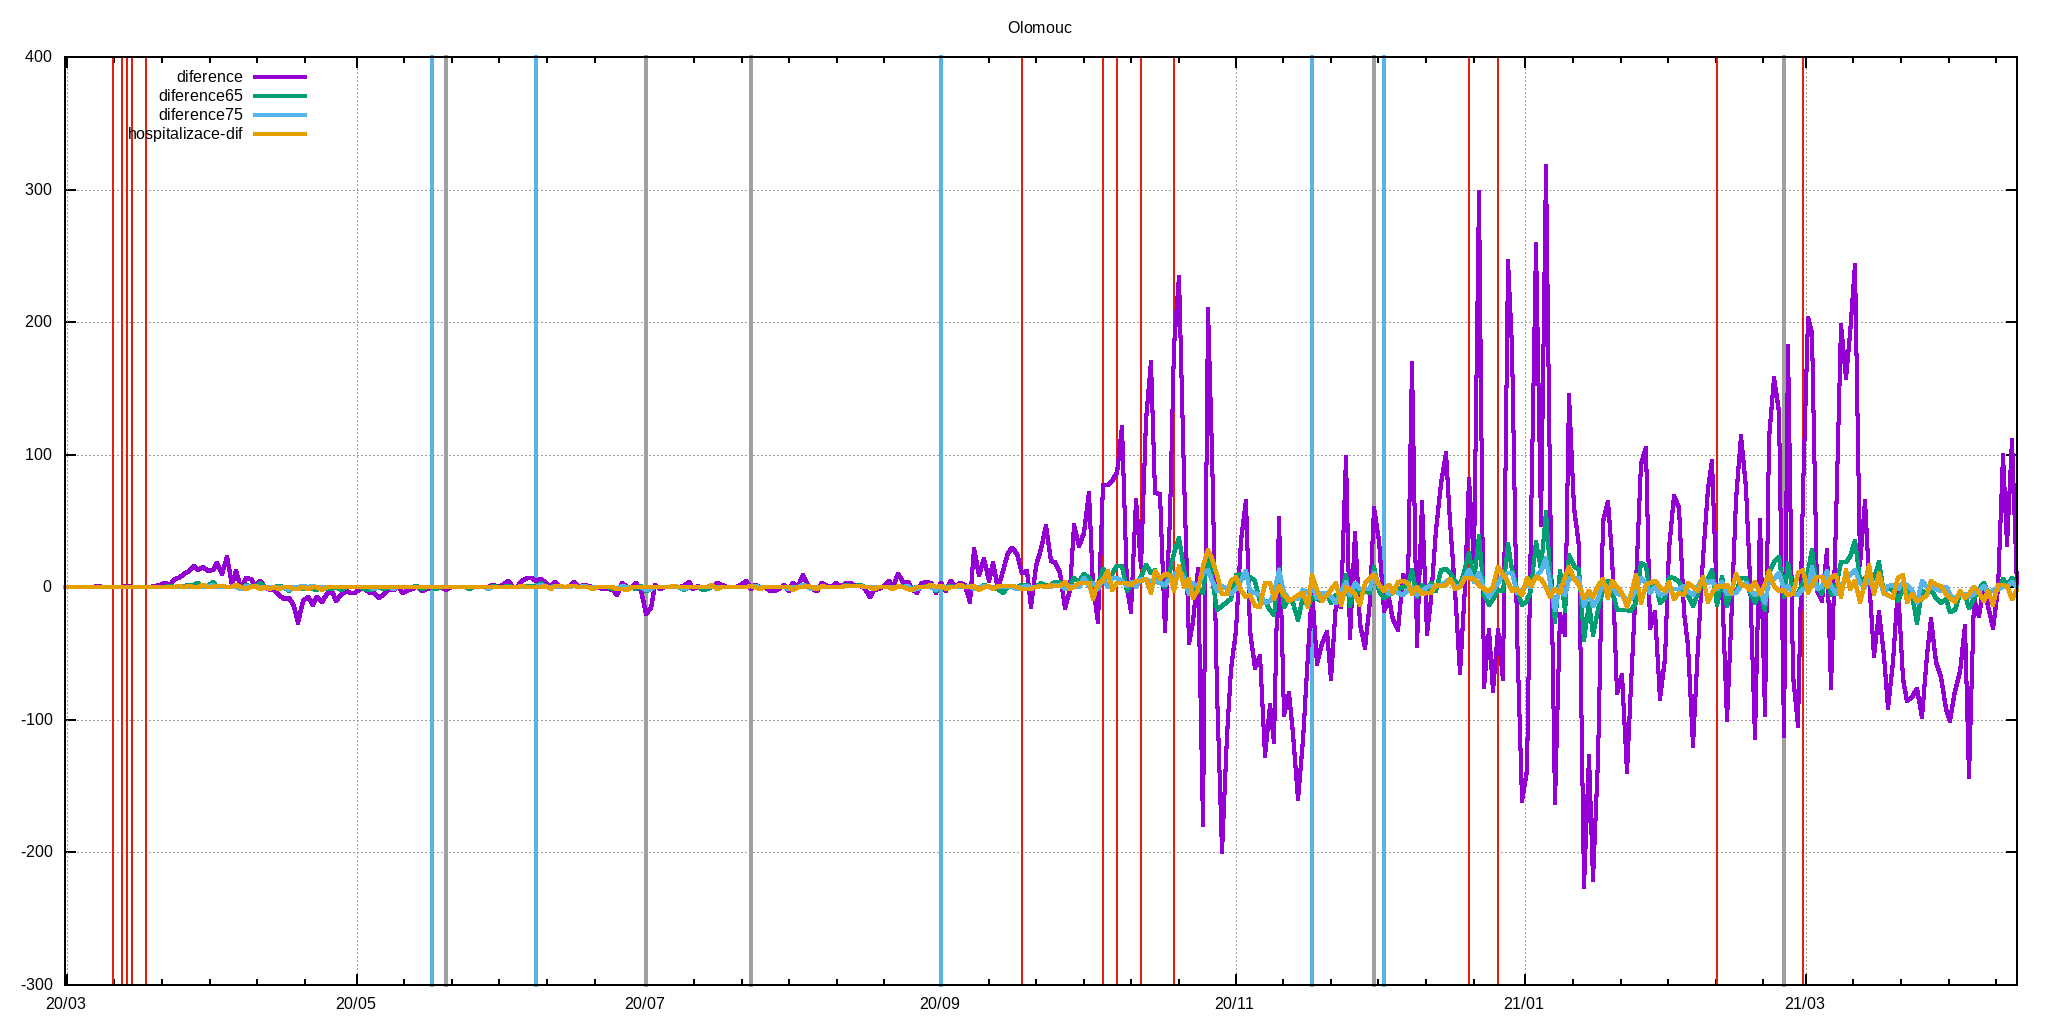 Olomouc
400
diference
diference65
diference75
hospitalizace-dif
300
200
100
0
-100
-200
-300
20/03 20/05 20/07 20/09 20/11 21/01 21/03